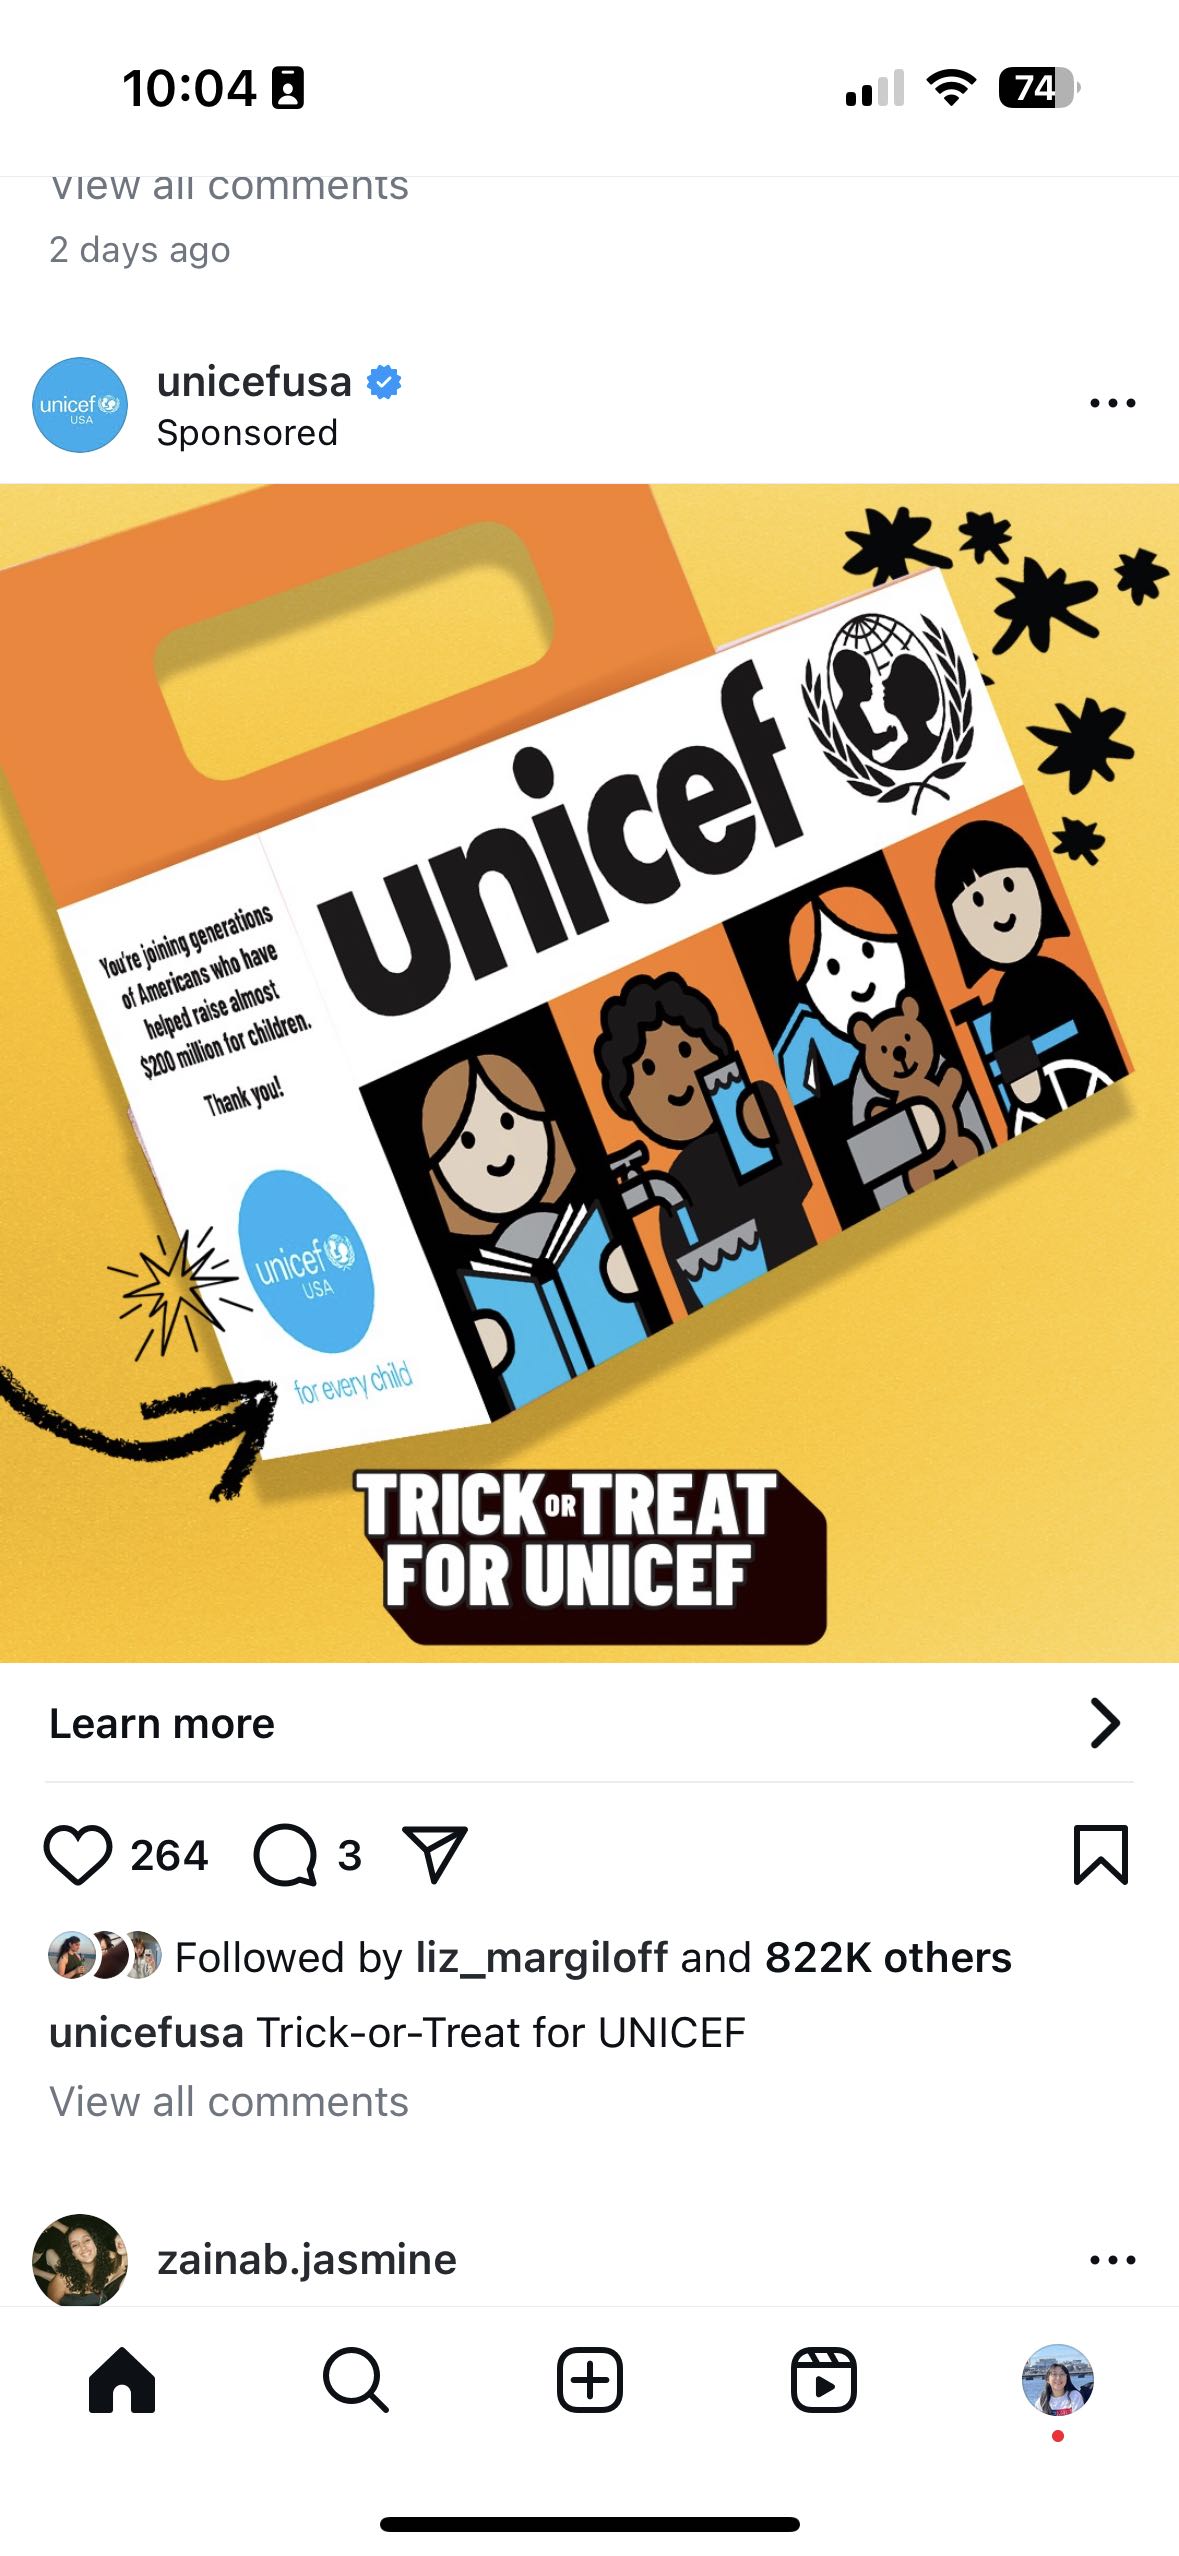 10:04
74
View all comments
2 days ago
unicef
USA
unicefusa
Sponsored
unicef
You're joining generations
of Americans who have
helped raise almost
$200 million for children.
Thank you!
unicef
USA
for every child
TRICK OR TREAT
FOR UNICEF
Learn more
264 3
Followed by liz_margiloff and 822K others
unicefusa Trick-or-Treat for UNICEF
View all comments
zainab.jasmine